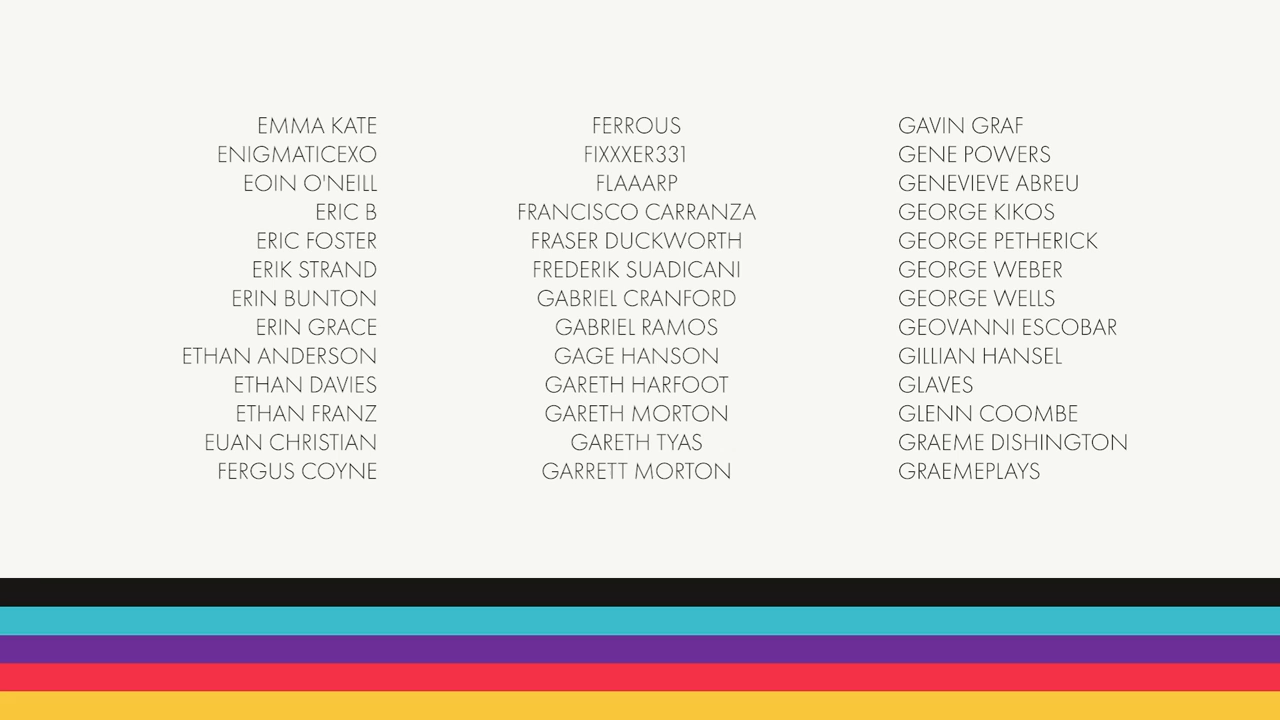 EMMA KATE
ENIGMATICEXO
EOIN O'NEILL
ERIC B
ERIC FOSTER
ERIK STRAND
ERIN BUNTON
ERIN GRACE
ETHAN ANDERSON
ETHAN DAVIES
ETHAN FRANZ
EUAN CHRISTIAN
FERGUS COYNE
FERROUS
FIXXXER331
FLAAARP
FRANCISCO CARRANZA
FRASER DUCKWORTH
FREDERIK SUADICANI
GABRIEL CRANFORD
GABRIEL RAMOS
GAGE HANSON
GARETH HARFOOT
GARETH MORTON
GARETH TYAS
GARRETT MORTON
GAVIN GRAF
GENE POWERS
GENEVIEVE ABREU
GEORGE KIKOS
GEORGE PETHERICK
GEORGE WEBER
GEORGE WELLS
GEOVANNI ESCOBAR
GILLIAN HANSEL
GLAVES
GLENN COOMBE
GRAEME DISHINGTON
GRAEMEPLAYS